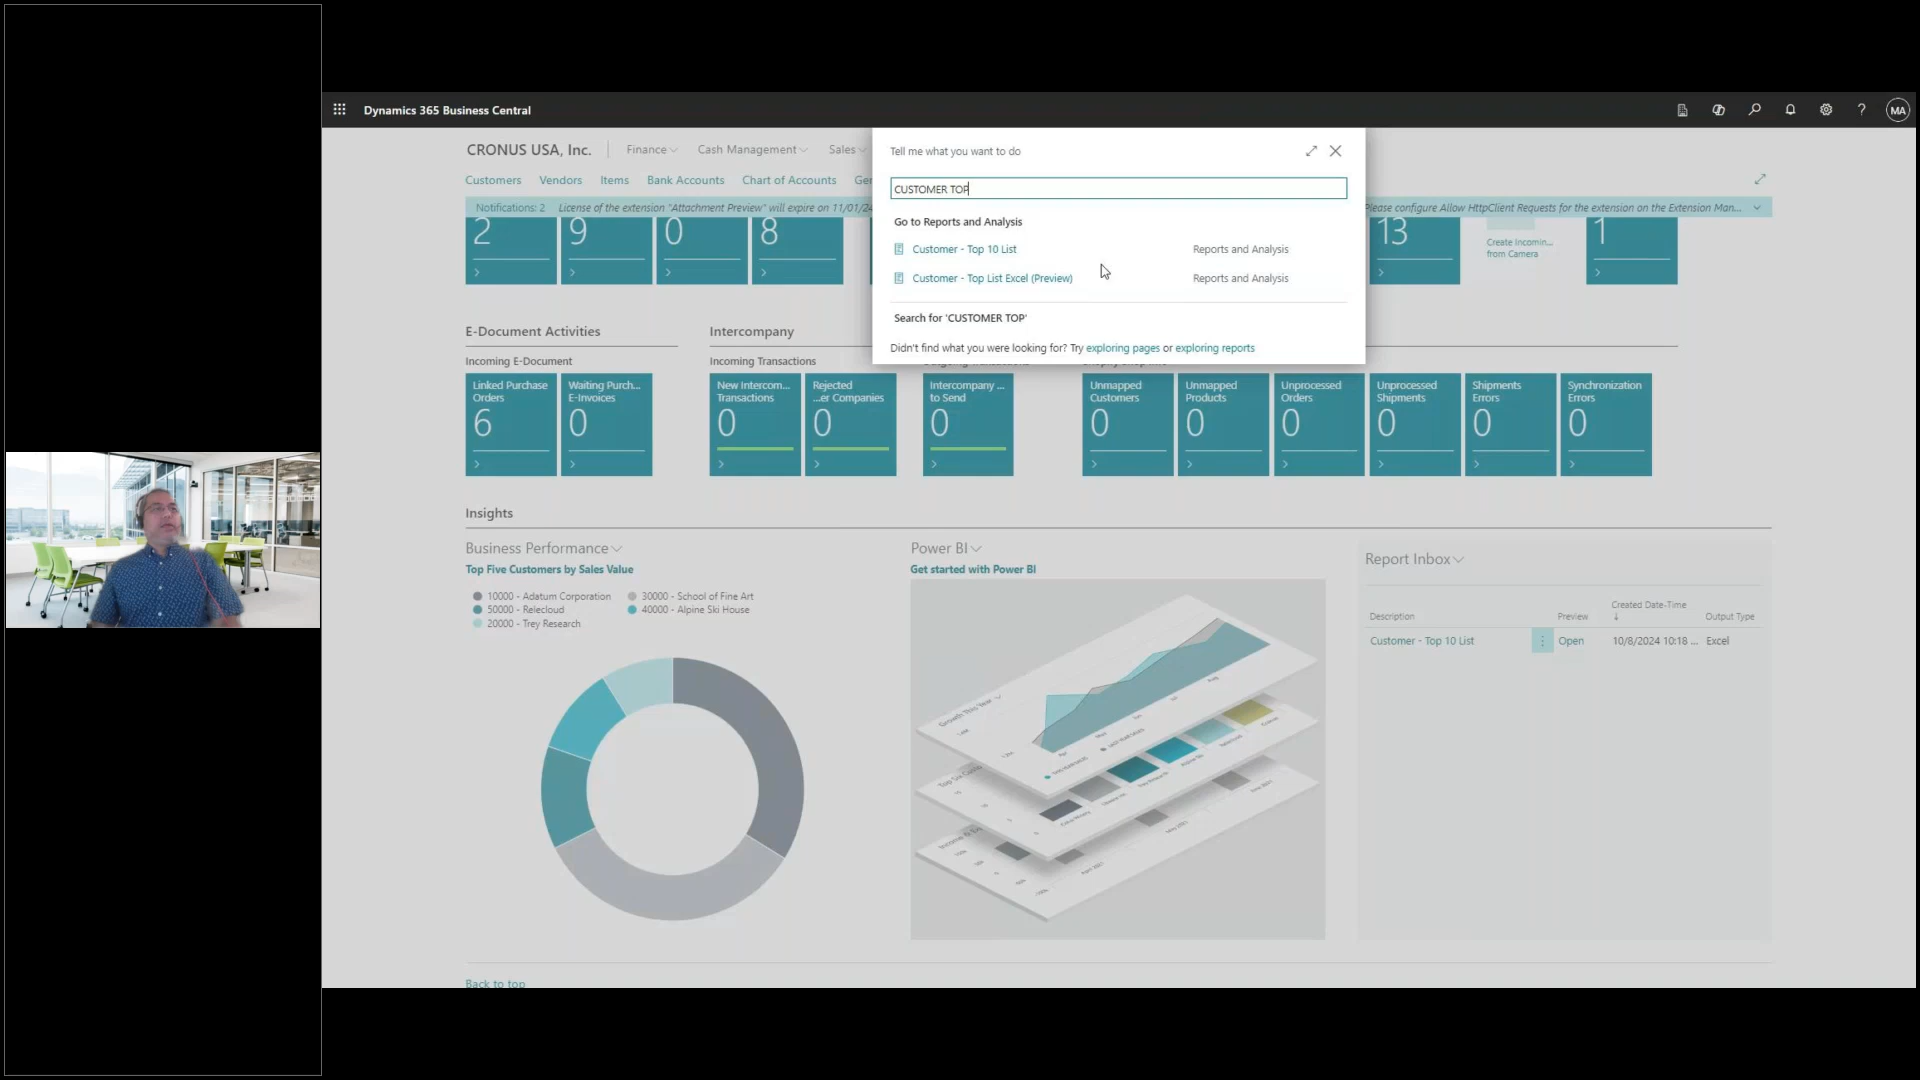 Dynamics 365 Business Central
MA
CRONUS USA, Inc.
Finance
Cash Management
Sales
Customers
Vendors
Items
Bank Accounts
Chart of Accounts
Notifications: 2 License of the extension "Attachment Preview" will expire on 11/01/24
Please configure Allow HttpClient Requests for the extension on the Extension Man...
Tell me what you want to do
CUSTOMER TOP
Go to Reports and Analysis
Customer - Top 10 List Reports and Analysis
Customer - Top List Excel (Preview) Reports and Analysis
Search for 'CUSTOMER TOP'
Didn't find what you were looking for? Try exploring pages or exploring reports
2
9
0
8
13
Create Incomin...
from Camera
1
E-Document Activities
Incoming E-Document
Linked Purchase
Orders
6
Waiting Purch...
E-Invoices
0
Intercompany
Incoming Transactions
New Intercom...
Transactions
0
Rejected
...er Companies
0
Intercompany ...
to Send
0
Unmapped
Customers
0
Unmapped
Products
0
Unprocessed
Orders
0
Unprocessed
Shipments
0
Shipments
Errors
0
Synchronization
Errors
0
Insights
Business Performance
Top Five Customers by Sales Value
10000 - Adatum Corporation
30000 - School of Fine Art
50000 - Relecloud
40000 - Alpine Ski House
20000 - Trey Research
Power BI
Get started with Power BI
Growth This Year
Report Inbox
Description
Preview
Created Date-Time
Output Type
Customer - Top 10 List
Open
10/8/2024 10:18 ...
Excel
Back to top